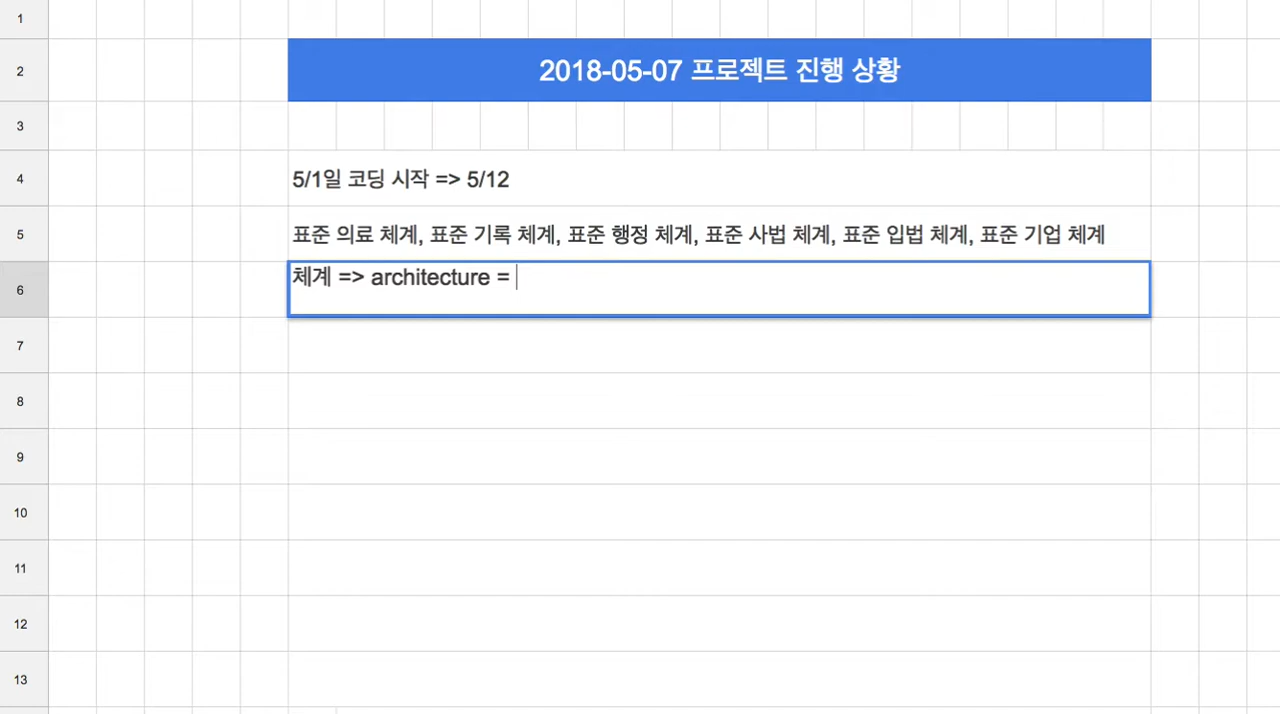 1
2 2018-05-07 프로젝트 진행 상황
3
4 5/1일 코딩 시작 => 5/12
5 표준 의료 체계, 표준 기록 체계, 표준 행정 체계, 표준 사법 체계, 표준 입법 체계, 표준 기업 체계
6 체계 => architecture =
7
8
9
10
11
12
13